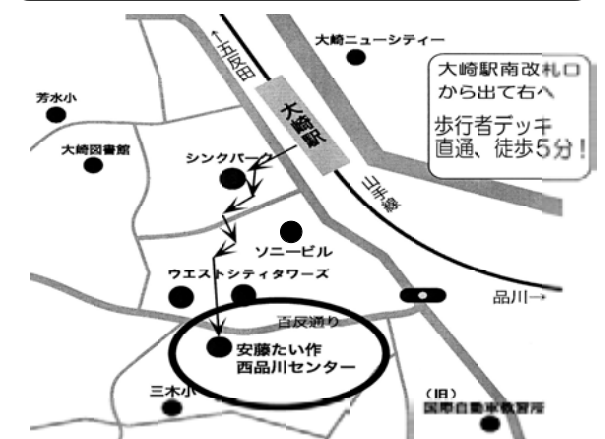 ←五反田
大崎ニューシティー
大崎駅南改札口
から出て右へ
歩行者デッキ
直通、徒歩5分！
芳水小
大崎図書館
シンクパーク
大崎駅
山手線
ソニービル
ウエストシティタワーズ
品川→
百反通り
安藤たい作
西品川センター
三木小
（旧）
国際自動車教習所